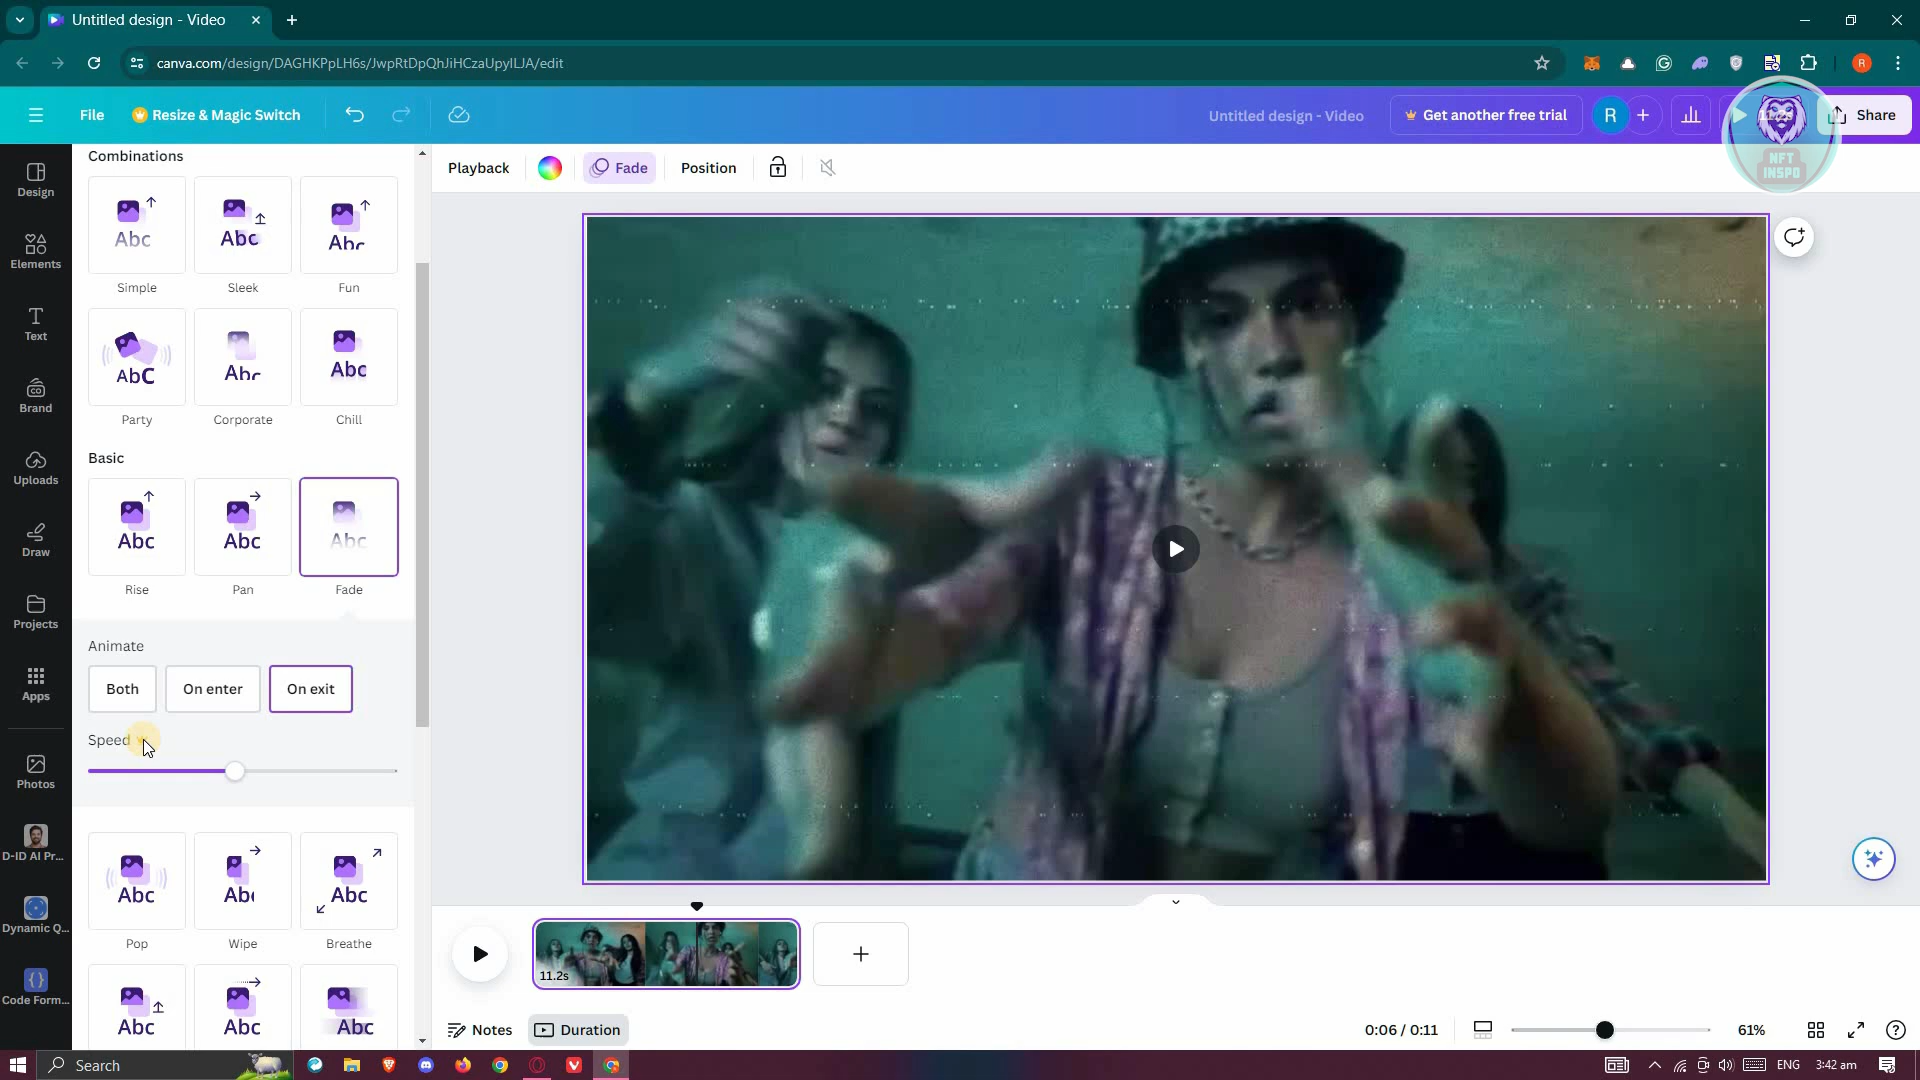 Untitled design - Video
canva.com/design/DAGHKPpLH6s/JwpRtDpQhJiHCzaUpyILJA/edit
R
File
Resize & Magic Switch
Untitled design - Video
Get another free trial
R
Share
NFT
INSPO
Design
Elements
Text
Brand
Uploads
Draw
Projects
Apps
Photos
D-ID AI Pr...
Dynamic Q...
Code Form...
Combinations
Abc
Abc
Abc
Simple
Sleek
Fun
AbC
Abc
Abc
Party
Corporate
Chill
Basic
Abc
Abc
Abc
Rise
Pan
Fade
Animate
Both
On enter
On exit
Speed
Abc
Abc
Abc
Pop
Wipe
Breathe
Abc
Abc
Abc
Playback
Fade
Position
11.2s
Notes
Duration
0:06 / 0:11
61%
Search
ENG
3:42 am